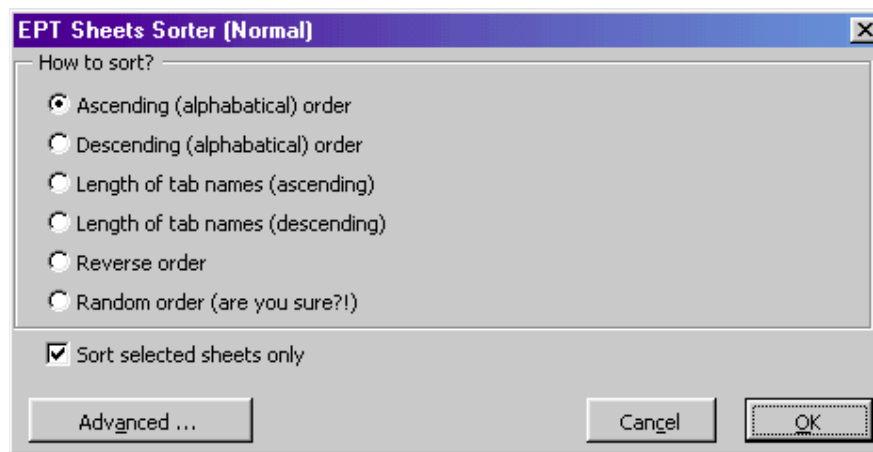 EPT Sheets Sorter (Normal)
How to sort?
Ascending (alphabatical) order
Descending (alphabatical) order
Length of tab names (ascending)
Length of tab names (descending)
Reverse order
Random order (are you sure?!)
Sort selected sheets only
Advanced ...
Cancel
OK